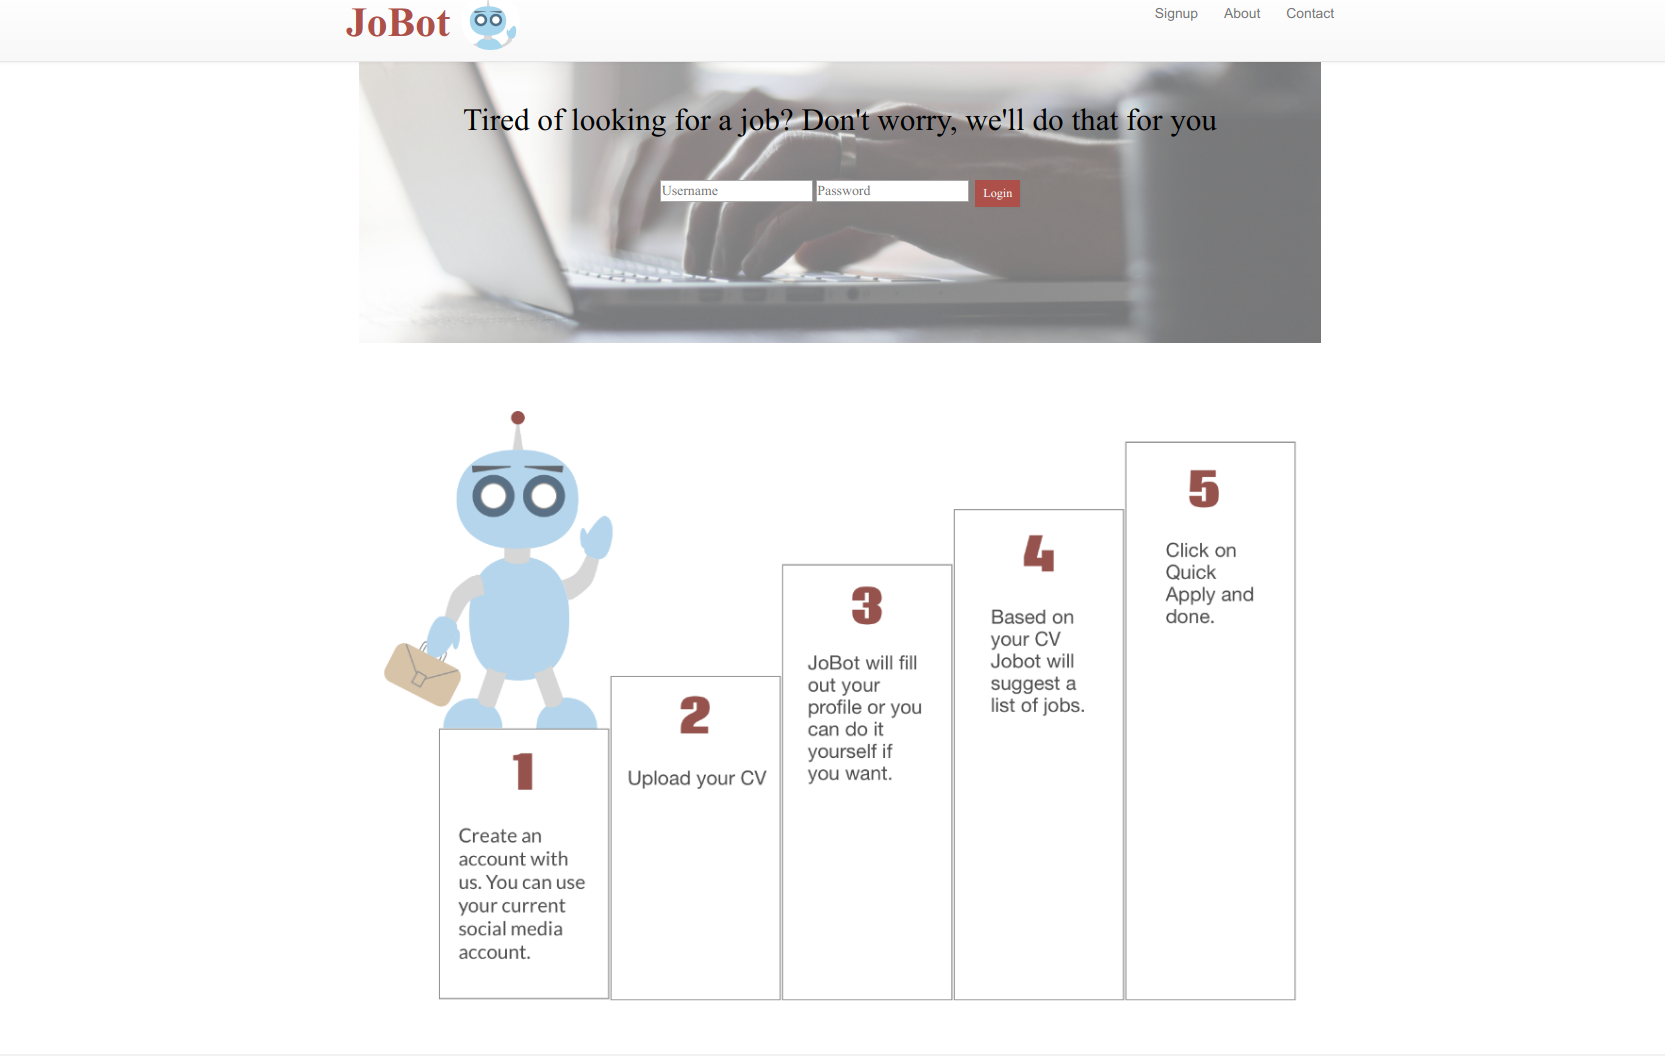 JoBot
Signup About Contact
Tired of looking for a job? Don't worry, we'll do that for you
Username Password Login
1
Create an
account with
us. You can use
your current
social media
account.
2
Upload your CV
3
JoBot will fill
out your
profile or you
can do it
yourself if
you want.
4
Based on
your CV
Jobot will
suggest a
list of jobs.
5
Click on
Quick
Apply and
done.